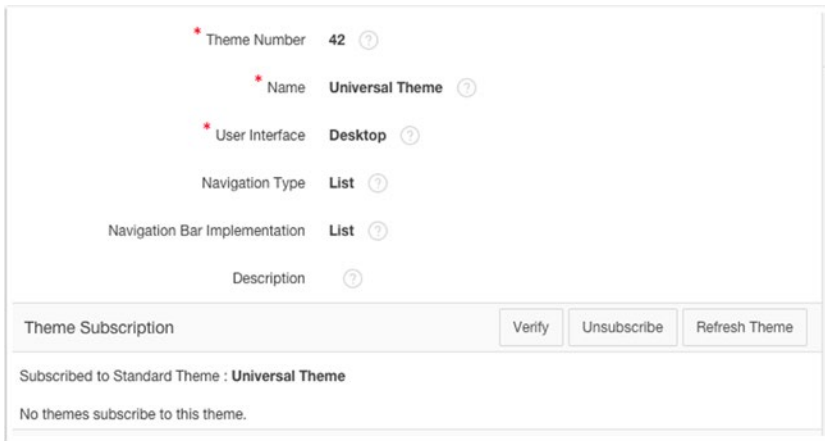 * Theme Number 42 ?
* Name Universal Theme ?
* User Interface Desktop ?
Navigation Type List ?
Navigation Bar Implementation List ?
Description ?
Theme Subscription Verify Unsubscribe Refresh Theme
Subscribed to Standard Theme : Universal Theme
No themes subscribe to this theme.